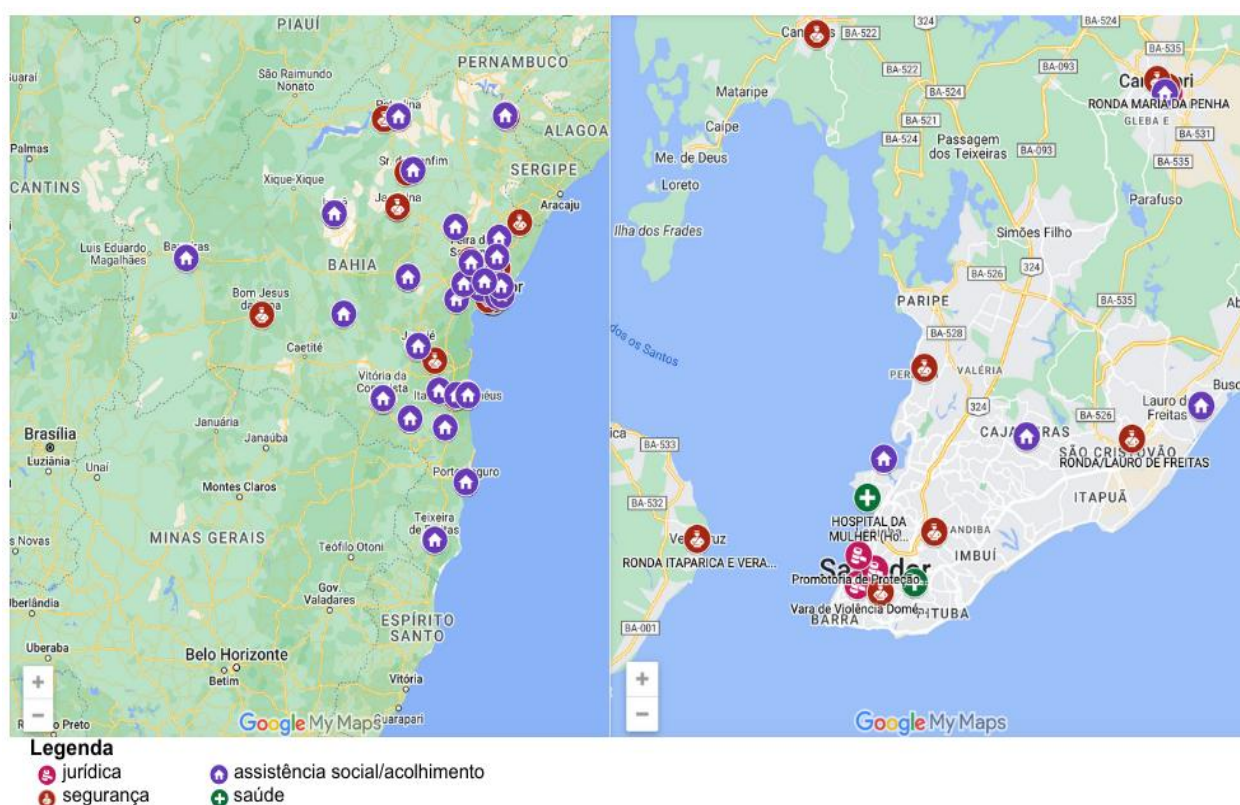 PIAUÍ
São Raimundo
Nonato
PERNAMBUCO
ALAGOA
Palmas
Xique-Xique
SERGIPE
Aracaju
CANTINS
Luis Eduardo
Magalhães
BAHIA
Bom Jesus
Caetité
Vitória da
Januária
Janaúba
Brasília
Luziânia
Unaí
Montes Claros
Teixeira
MINAS GERAIS
Teófilo Otoni
Gov.
Valadares
Uberlândia
ESPÍRITO
SANTO
Uberaba
Belo Horizonte
Betim
Vitória
Guarapari
Google My Maps
BA-522
324
BA-524
BA-535
BA-093
Mataripe
BA-522
RONDA MARIA DA PENHA
BA-524
GLEBA E
Caípe
BA-521
BA-531
Passagem
dos Teixeiras
BA-524
Me. de Deus
BA-093
BA-535
Loreto
Parafuso
Ilha dos Frades
Simões Filho
324
BA-526
PARIPE
BA-535
dos Santos
BA-528
VALÉRIA
324
BA-526
Lauro de
Freitas
BA-533
SÃO CRISTOVÃO
RONDA/LAURO DE FREITAS
BA-532
ITAPUÃ
HOSPITAL DA
MULHER (Ho...
IMBUÍ
RONDA ITAPARICA E VERA...
Promotoria de Proteção...
Vara de Violência Domé...
BARRA
PITUBA
BA-001
Google My Maps
Legenda
jurídica
assistência social/acolhimento
segurança
saúde